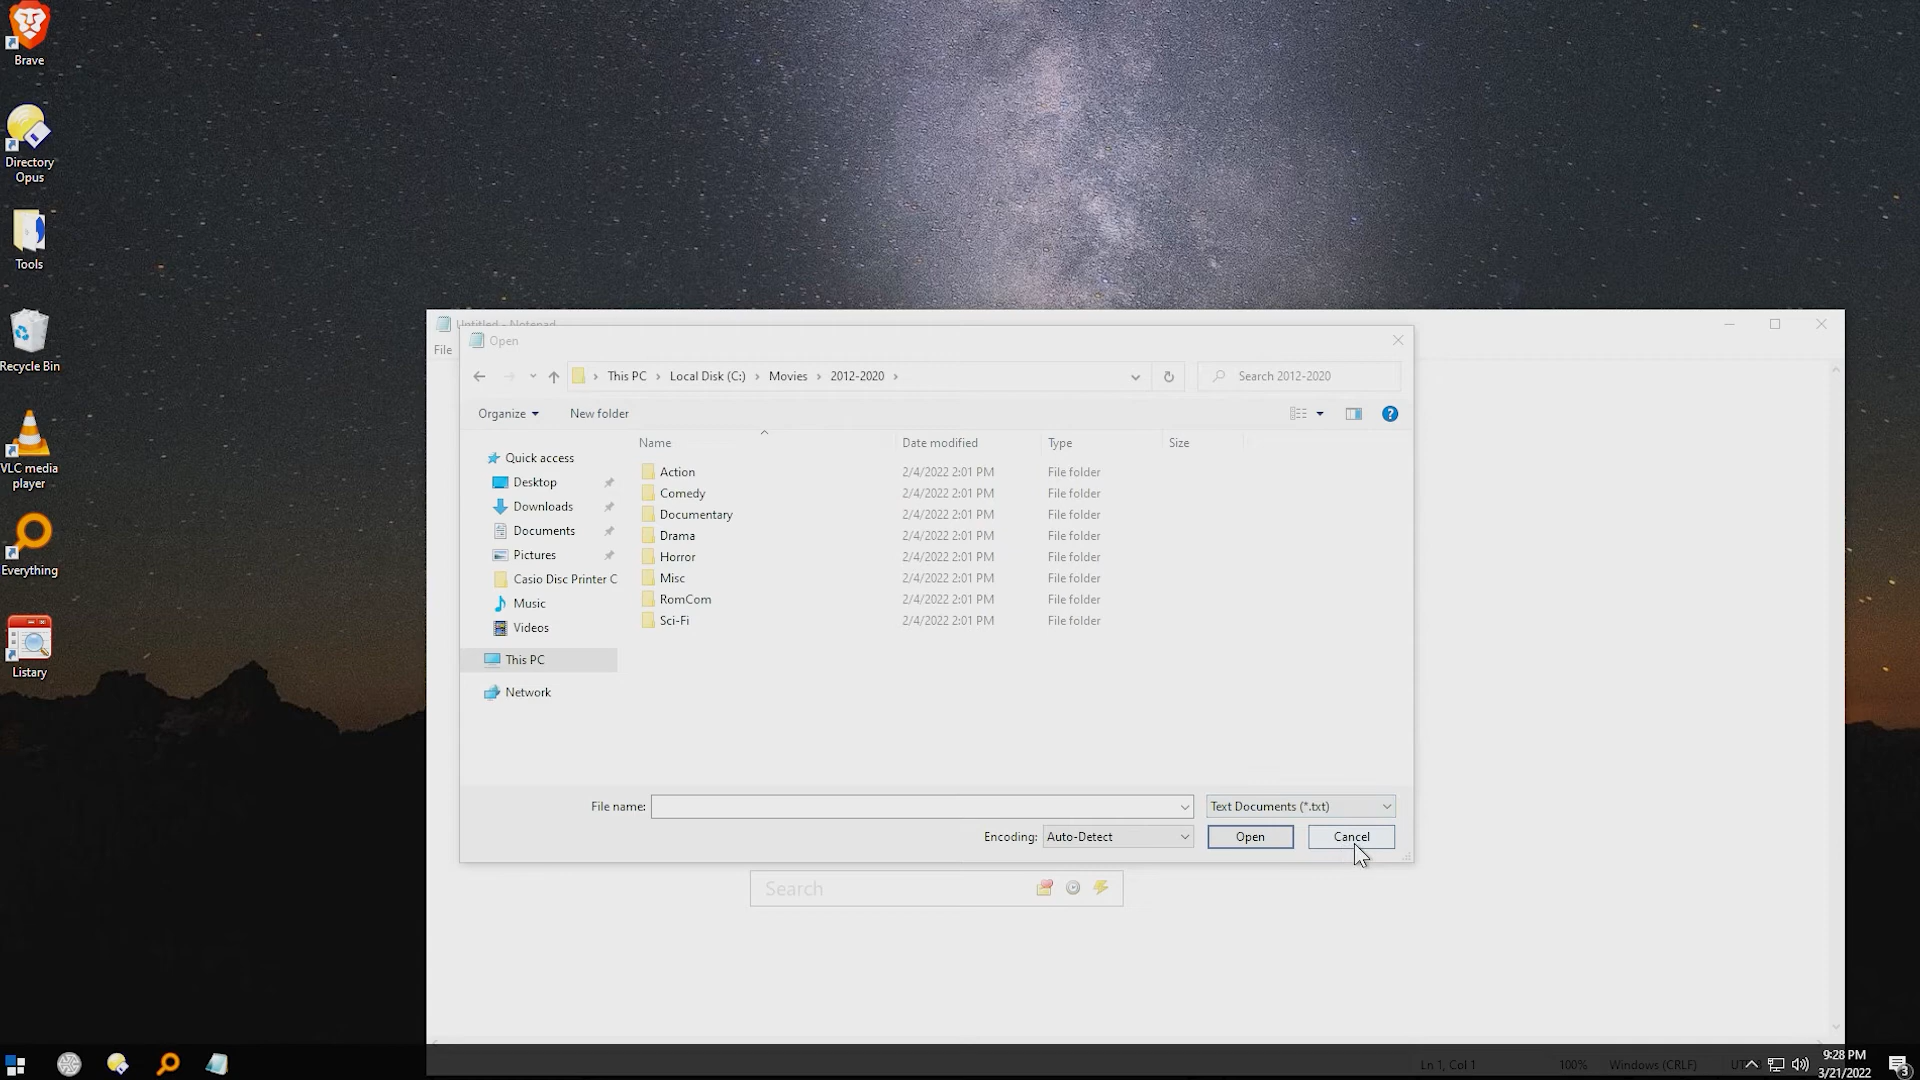 Brave
Directory
Opus
Tools
Recycle Bin
VLC media
player
Everything
Listary
Untitled - Notepad
File
Open
This PC
Local Disk (C:)
Movies
2012-2020
Search 2012-2020
Organize
New folder
Name
Date modified
Type
Size
Quick access
Desktop
Downloads
Documents
Pictures
Casio Disc Printer C
Music
Videos
This PC
Network
Action 2/4/2022 2:01 PM File folder
Comedy 2/4/2022 2:01 PM File folder
Documentary 2/4/2022 2:01 PM File folder
Drama 2/4/2022 2:01 PM File folder
Horror 2/4/2022 2:01 PM File folder
Misc 2/4/2022 2:01 PM File folder
RomCom 2/4/2022 2:01 PM File folder
Sci-Fi 2/4/2022 2:01 PM File folder
File name:
Text Documents (*.txt)
Encoding: Auto-Detect
Open
Cancel
Search
Ln 1, Col 1
100%
Windows (CRLF)
9:28 PM
3/21/2022
3